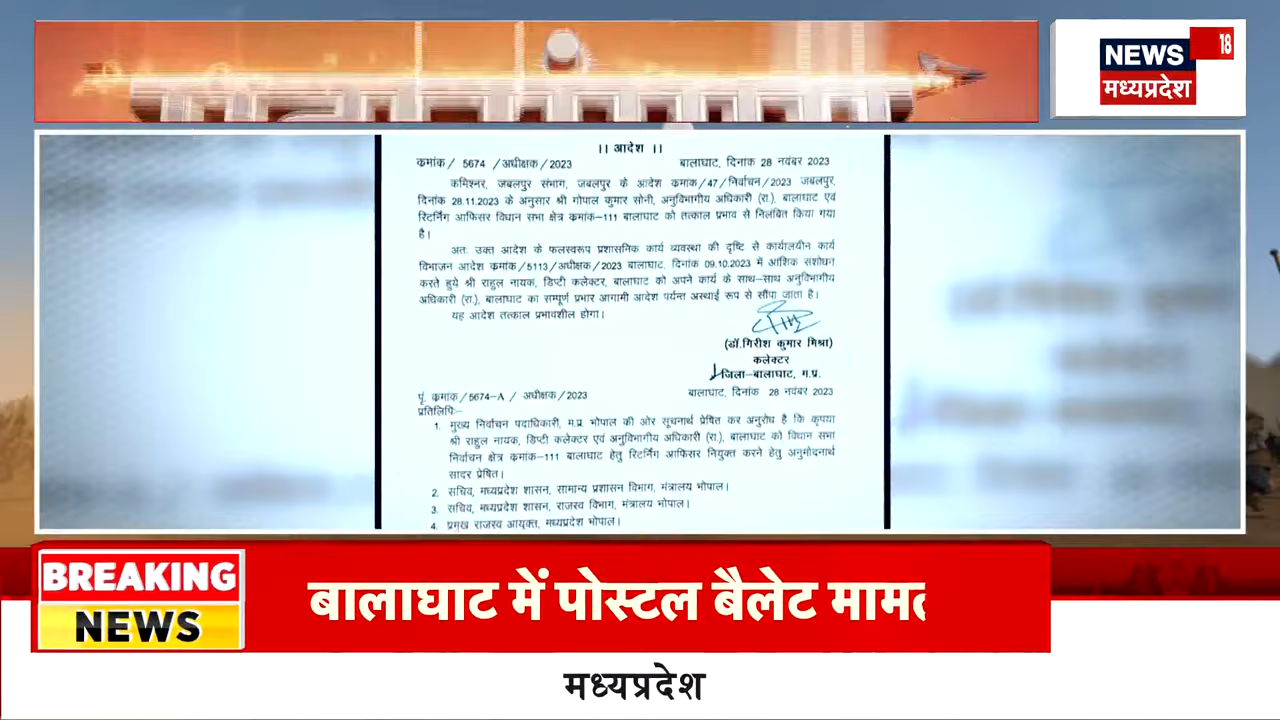 NEWS 18
मध्यप्रदेश
।। आदेश ।।
कमांक / 5674 /अधीक्षक/2023 बालाघाट, दिनांक 28 नवंबर 2023
कमिश्नर, जबलपुर संभाग, जबलपुर के आदेश कमांक/47/निर्वाचन/2023 जबलपुर,
दिनांक 28.11.2023 के अनुसार श्री गोपाल कुमार सोनी, अनुविभागीय अधिकारी (रा.), बालाघाट एवं
रिटर्निंग आफिसर विधान सभा क्षेत्र कमांक-111 बालाघाट को तत्काल प्रभाव से निलंबित किया गया
है।
अतः उक्त आदेश के फलस्वरूप प्रशासनिक कार्य व्यवस्था की दृष्टि से कार्यालयीन कार्य
विभाजन आदेश कमांक/5113/अधीक्षक/2023 बालाघाट, दिनांक 09.10.2023 में आंशिक संशोधन
करते हुये श्री राहुल नायक, डिप्टी कलेक्टर, बालाघाट को अपने कार्य के साथ-साथ अनुविभागीय
अधिकारी (रा.), बालाघाट का सम्पूर्ण प्रभार आगामी आदेश पर्यन्त अस्थाई रूप से सौंपा जाता है।
यह आदेश तत्काल प्रभावशील होगा।
(डॉ.गिरीश कुमार मिश्रा)
कलेक्टर
जिला-बालाघाट, म.प्र.
पृ. कमांक/5674-A / अधीक्षक/2023 बालाघाट, दिनांक 28 नवंबर 2023
प्रतिलिपिः-
1. मुख्य निर्वाचन पदाधिकारी, म.प्र. भोपाल की ओर सूचनार्थ प्रेषित कर अनुरोध है कि कृपया
श्री राहुल नायक, डिप्टी कलेक्टर एवं अनुविभागीय अधिकारी (रा.), बालाघाट को विधान सभा
निर्वाचन क्षेत्र कमांक-111 बालाघाट हेतु रिटर्निंग आफिसर नियुक्त करने हेतु अनुमोदनार्थ
सादर प्रेषित।
2. सचिव, मध्यप्रदेश शासन, सामान्य प्रशासन विभाग, मंत्रालय भोपाल।
3. सचिव, मध्यप्रदेश शासन, राजस्व विभाग, मंत्रालय भोपाल।
4. प्रमुख राजस्व आयुक्त, मध्यप्रदेश भोपाल।
BREAKING
NEWS
बालाघाट में पोस्टल बैलेट
मध्यप्रदेश